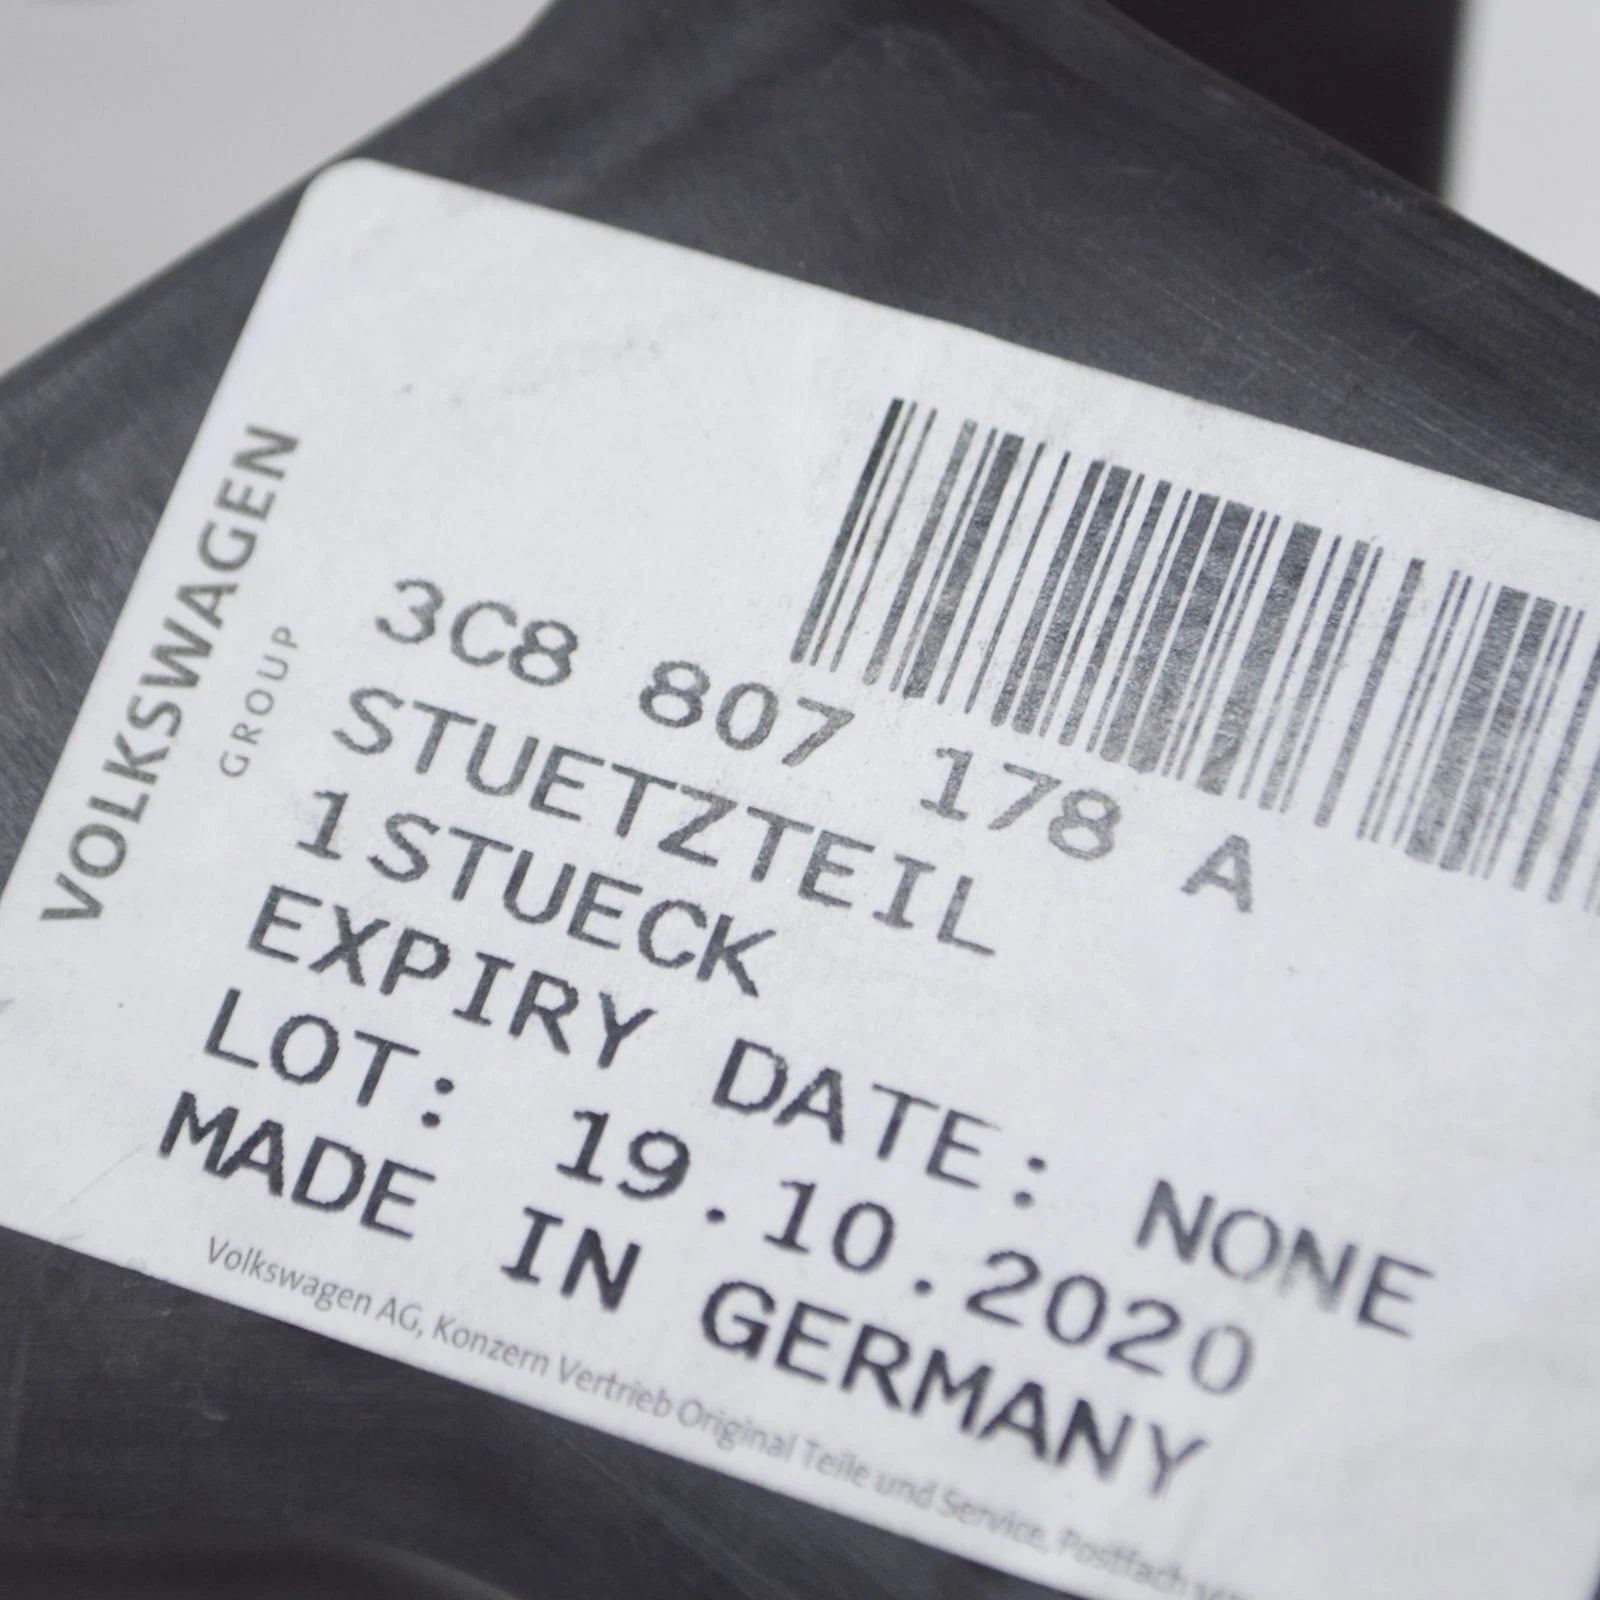 VOLKSWAGEN
GROUP
3C8 807 178 A
STUETZTEIL
1STUECK
EXPIRY DATE: NONE
LOT: 19.10.2020
MADE IN GERMANY
Volkswagen AG, Konzern Vertrieb Original Teile und Service, Postfach